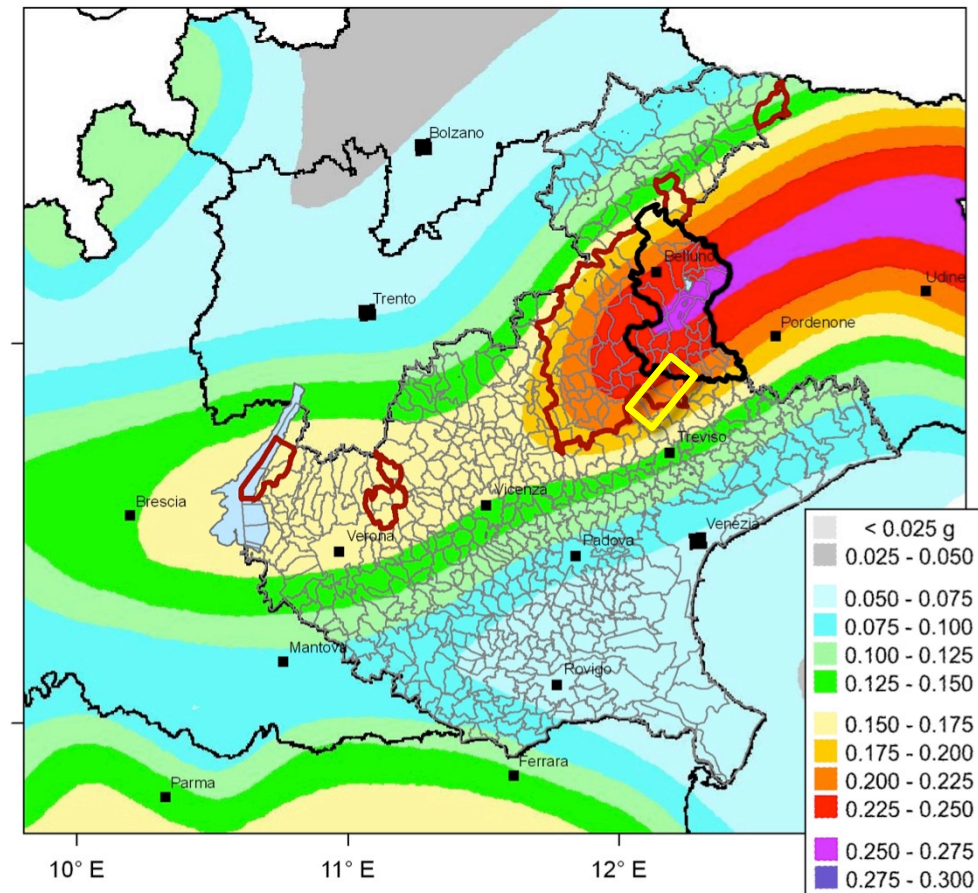 Bolzano
Belluno
Udine
Trento
Pordenone
Treviso
Brescia
Vicenza
Verona
Padova
Venezia
Mantova
Rovigo
Ferrara
Parma
< 0.025 g
0.025 - 0.050
0.050 - 0.075
0.075 - 0.100
0.100 - 0.125
0.125 - 0.150
0.150 - 0.175
0.175 - 0.200
0.200 - 0.225
0.225 - 0.250
0.250 - 0.275
0.275 - 0.300
10° E
11° E
12° E